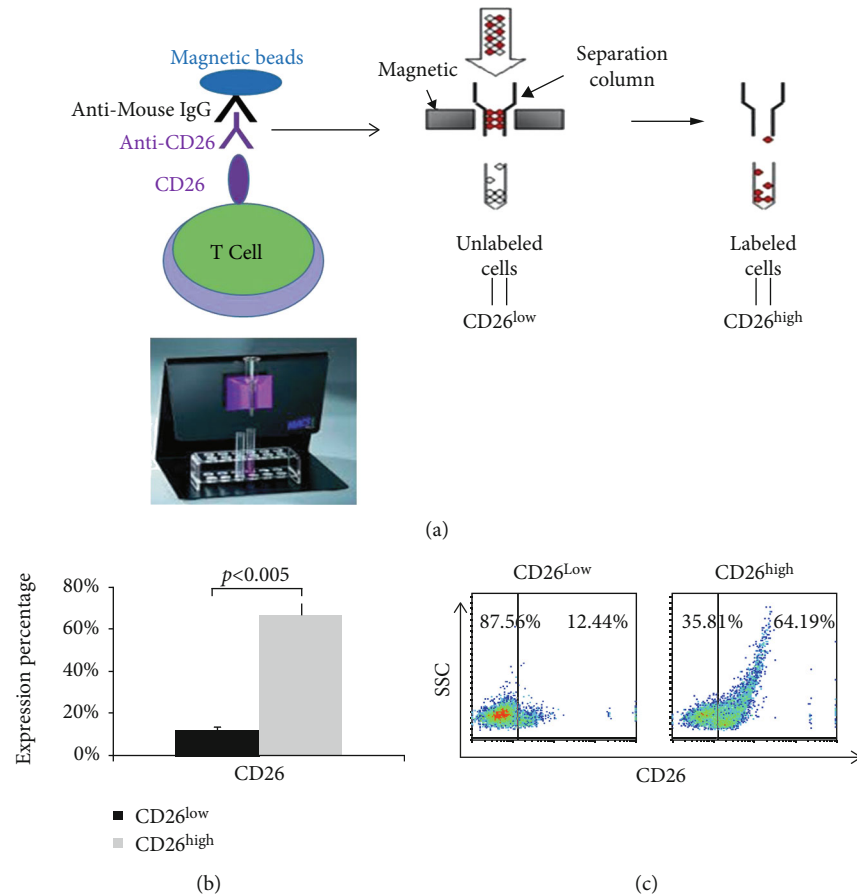 Magnetic beads
Anti-Mouse IgG
Anti-CD26
CD26
T Cell
Magnetic
Separation
column
Unlabeled
cells
CD26low
Labeled
cells
CD26high
(a)
Expression percentage
80%
60%
40%
20%
0%
p<0.005
CD26
CD26low
CD26high
(b)
CD26Low
CD26high
87.56%
12.44%
35.81%
64.19%
SSC
CD26
(c)